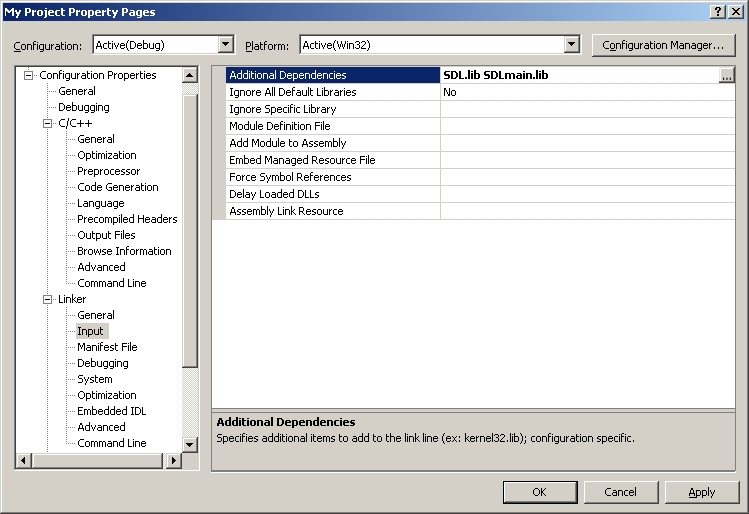 My Project Property Pages
Configuration: Active(Debug) Platform: Active(Win32) Configuration Manager...
Configuration Properties
General
Debugging
C/C++
General
Optimization
Preprocessor
Code Generation
Language
Precompiled Headers
Output Files
Browse Information
Advanced
Command Line
Linker
General
Input
Manifest File
Debugging
System
Optimization
Embedded IDL
Advanced
Command Line
Additional Dependencies SDL.lib SDLmain.lib ...
Ignore All Default Libraries No
Ignore Specific Library
Module Definition File
Add Module to Assembly
Embed Managed Resource File
Force Symbol References
Delay Loaded DLLs
Assembly Link Resource
Additional Dependencies
Specifies additional items to add to the link line (ex: kernel32.lib); configuration specific.
OK Cancel Apply